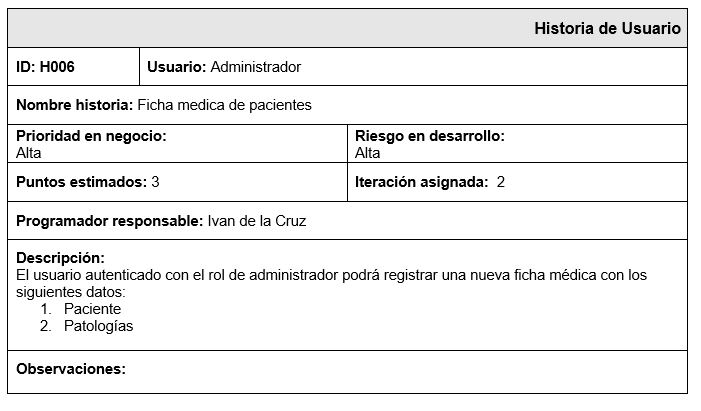 Historia de Usuario
ID: H006 Usuario: Administrador
Nombre historia: Ficha medica de pacientes
Prioridad en negocio: Riesgo en desarrollo:
Alta Alta
Puntos estimados: 3 Iteración asignada: 2
Programador responsable: Ivan de la Cruz
Descripción:
El usuario autenticado con el rol de administrador podrá registrar una nueva ficha médica con los
siguientes datos:
1. Paciente
2. Patologías
Observaciones: